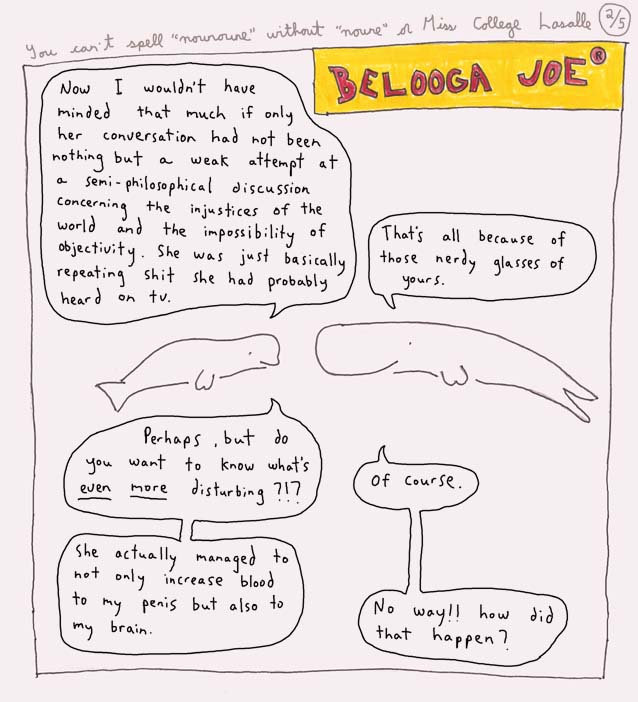 You can't spell "nounoune" without "noune" or Miss College Lasalle 2/5
BELOOGA JOE®
Now I wouldn't have
minded that much if only
her conversation had not been
nothing but a weak attempt at
a semi-philosophical discussion
concerning the injustices of the
world and the impossibility of
objectivity. She was just basically
repeating shit she had probably
heard on tv.
That's all because of
those nerdy glasses of
yours.
Perhaps, but do
you want to know what's
even more disturbing ?!?
Of course.
She actually managed to
not only increase blood
to my penis but also to
my brain.
No way!! how did
that happen?